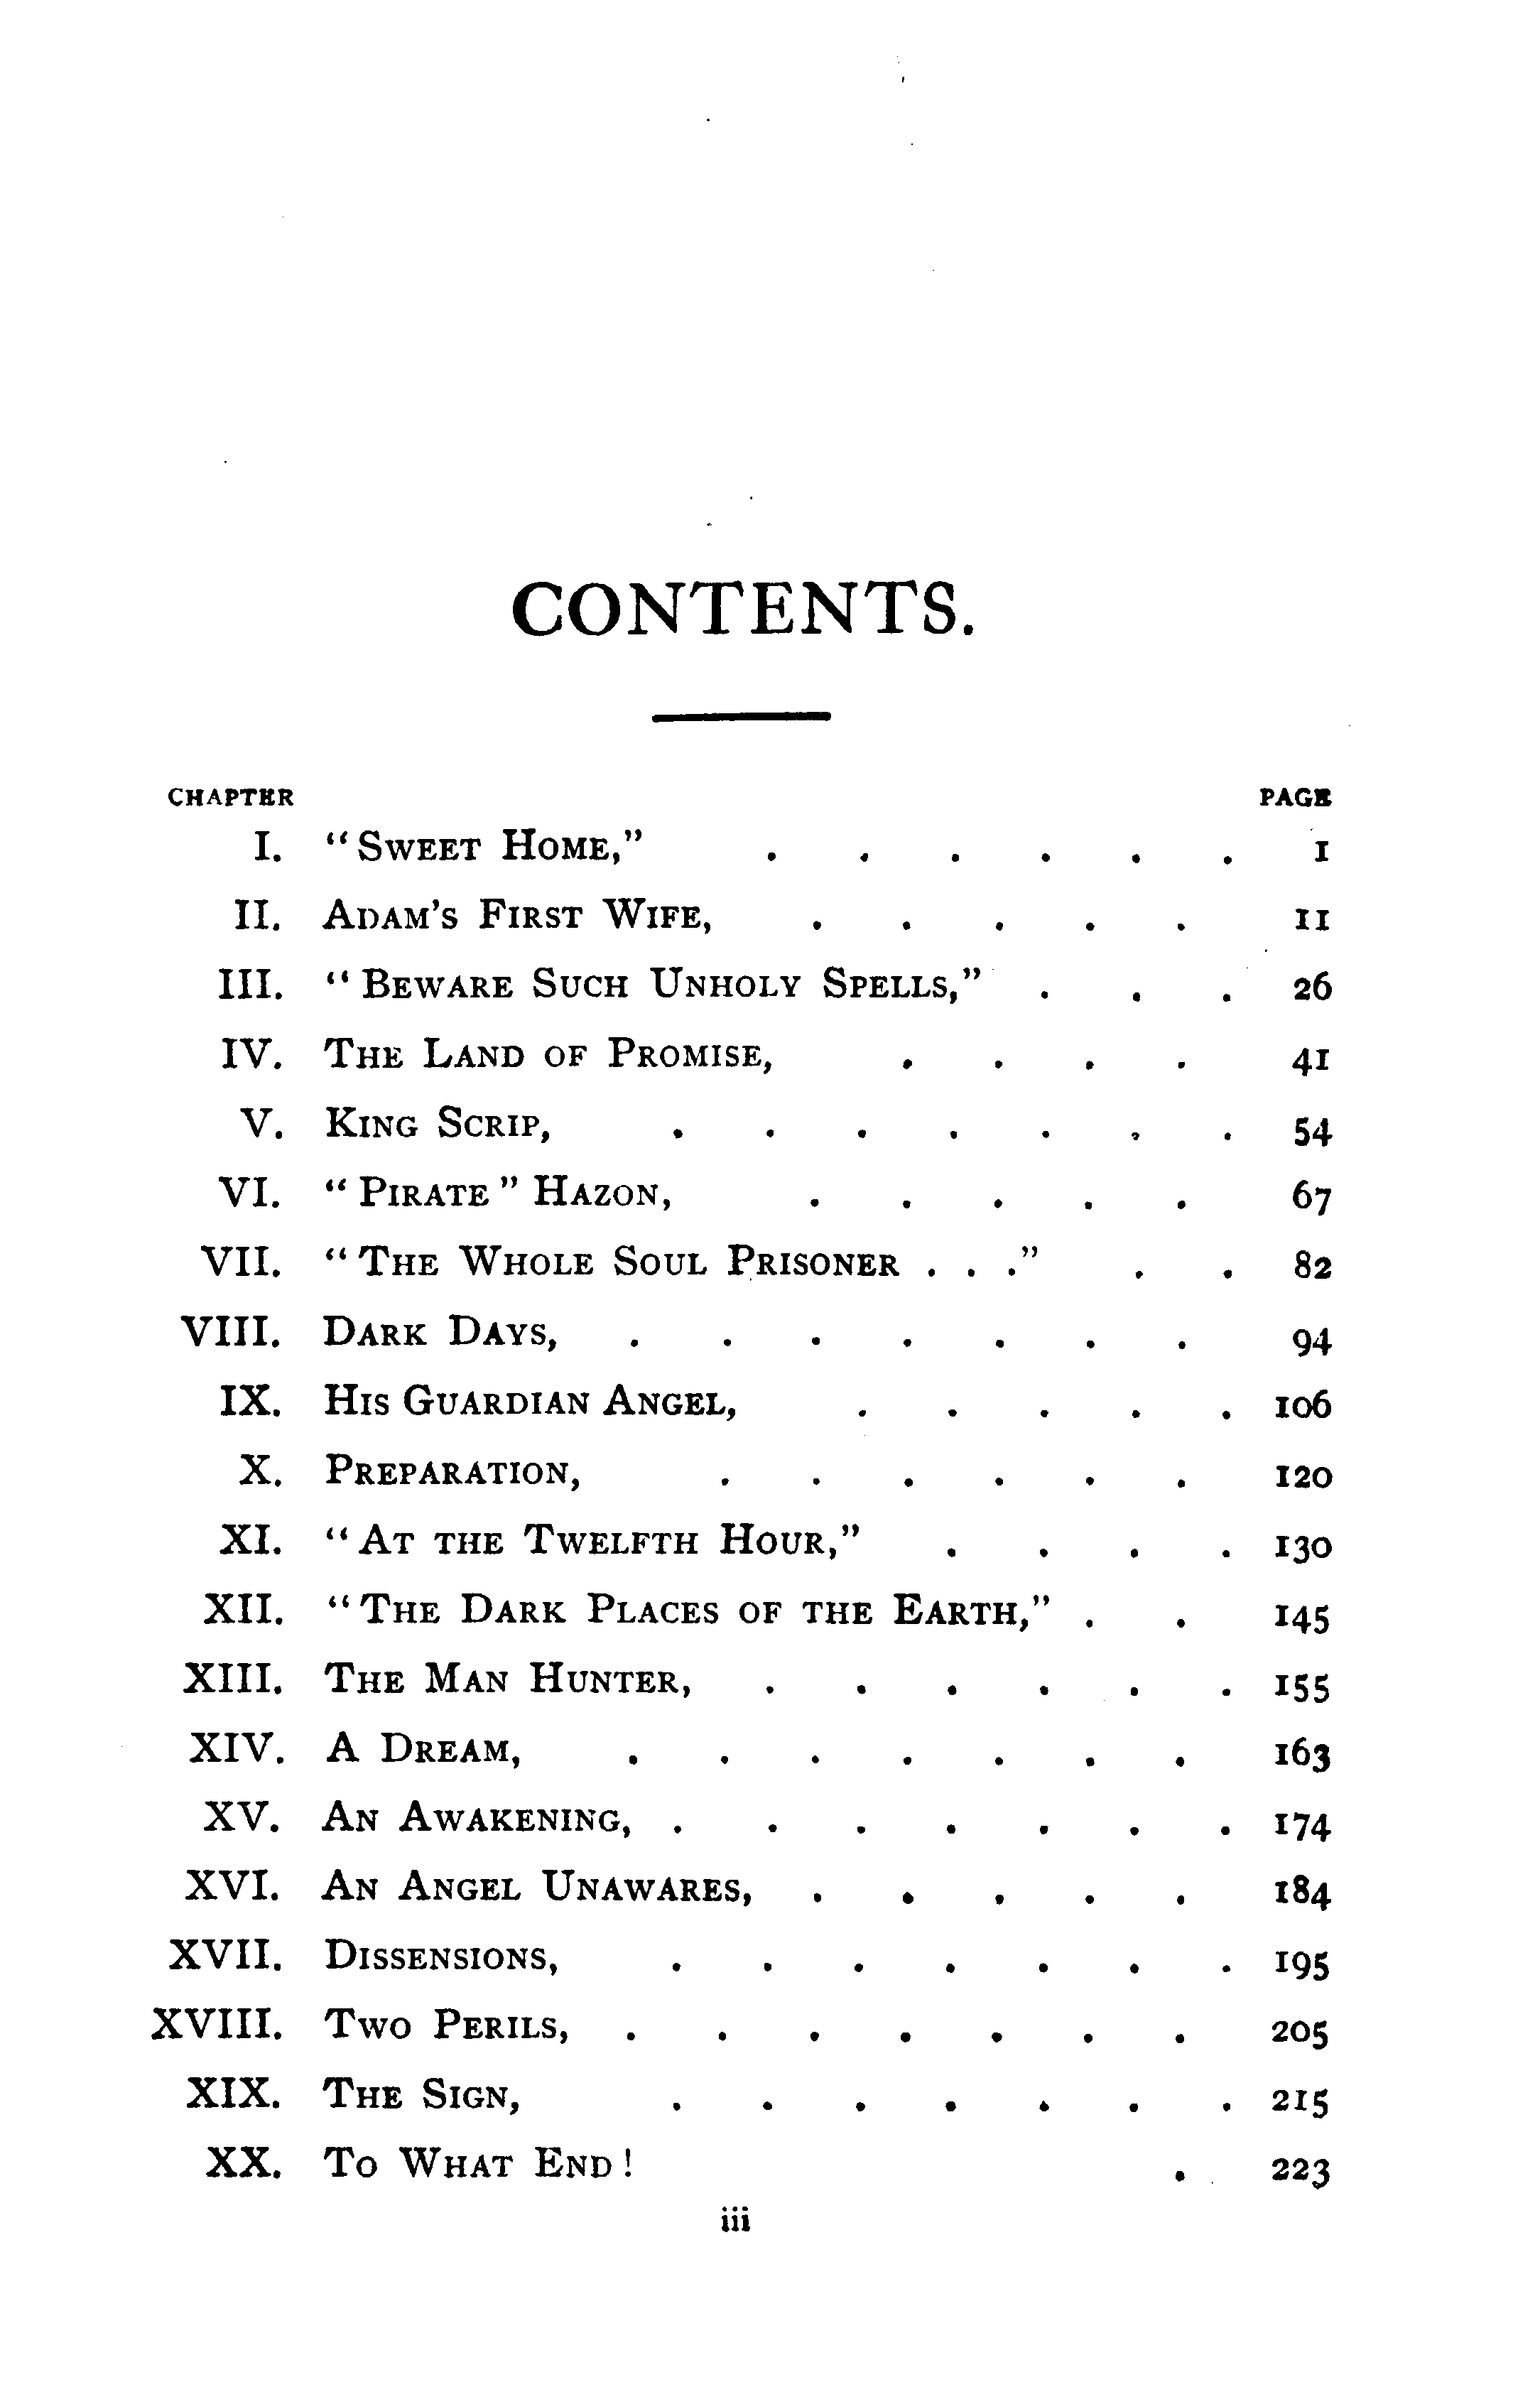 CONTENTS.
CHAPTER PAGE
I. "Sweet Home," . . . . . . 1
II. Adam's First Wife, . . . . . 11
III. "Beware Such Unholy Spells," . . . 26
IV. The Land of Promise, . . . . 41
V. King Scrip, . . . . . . . 54
VI. "Pirate" Hazon, . . . . . 67
VII. "The Whole Soul Prisoner . . ." . . 82
VIII. Dark Days, . . . . . . . 94
IX. His Guardian Angel, . . . . . 106
X. Preparation, . . . . . . 120
XI. "At the Twelfth Hour," . . . . 130
XII. "The Dark Places of the Earth," . . 145
XIII. The Man Hunter, . . . . . . 155
XIV. A Dream, . . . . . . . 163
XV. An Awakening, . . . . . . . 174
XVI. An Angel Unawares, . . . . . 184
XVII. Dissensions, . . . . . . . 195
XVIII. Two Perils, . . . . . . . 205
XIX. The Sign, . . . . . . . 215
XX. To What End! . 223
iii